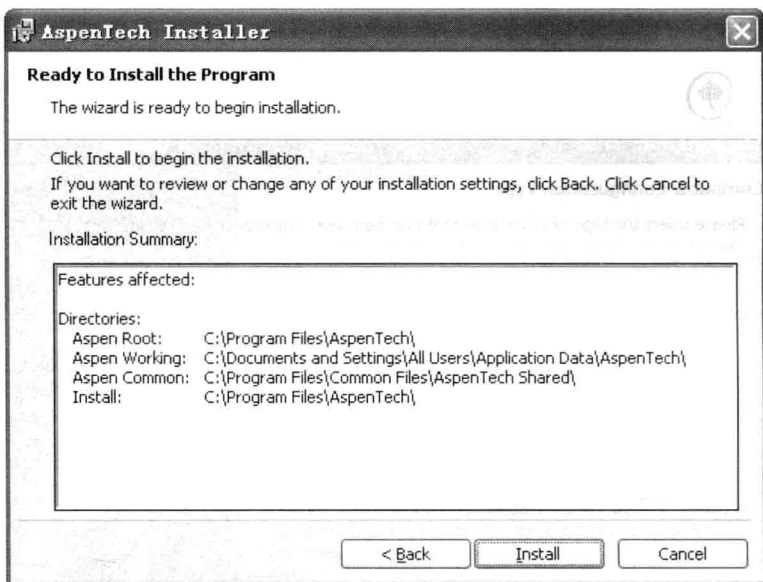 AspenTech Installer
Ready to Install the Program
The wizard is ready to begin installation.
Click Install to begin the installation.
If you want to review or change any of your installation settings, click Back. Click Cancel to
exit the wizard.
Installation Summary:
Features affected:
Directories:
Aspen Root: C:\Program Files\AspenTech\
Aspen Working: C:\Documents and Settings\All Users\Application Data\AspenTech\
Aspen Common: C:\Program Files\Common Files\AspenTech Shared\
Install: C:\Program Files\AspenTech\
< Back
Install
Cancel